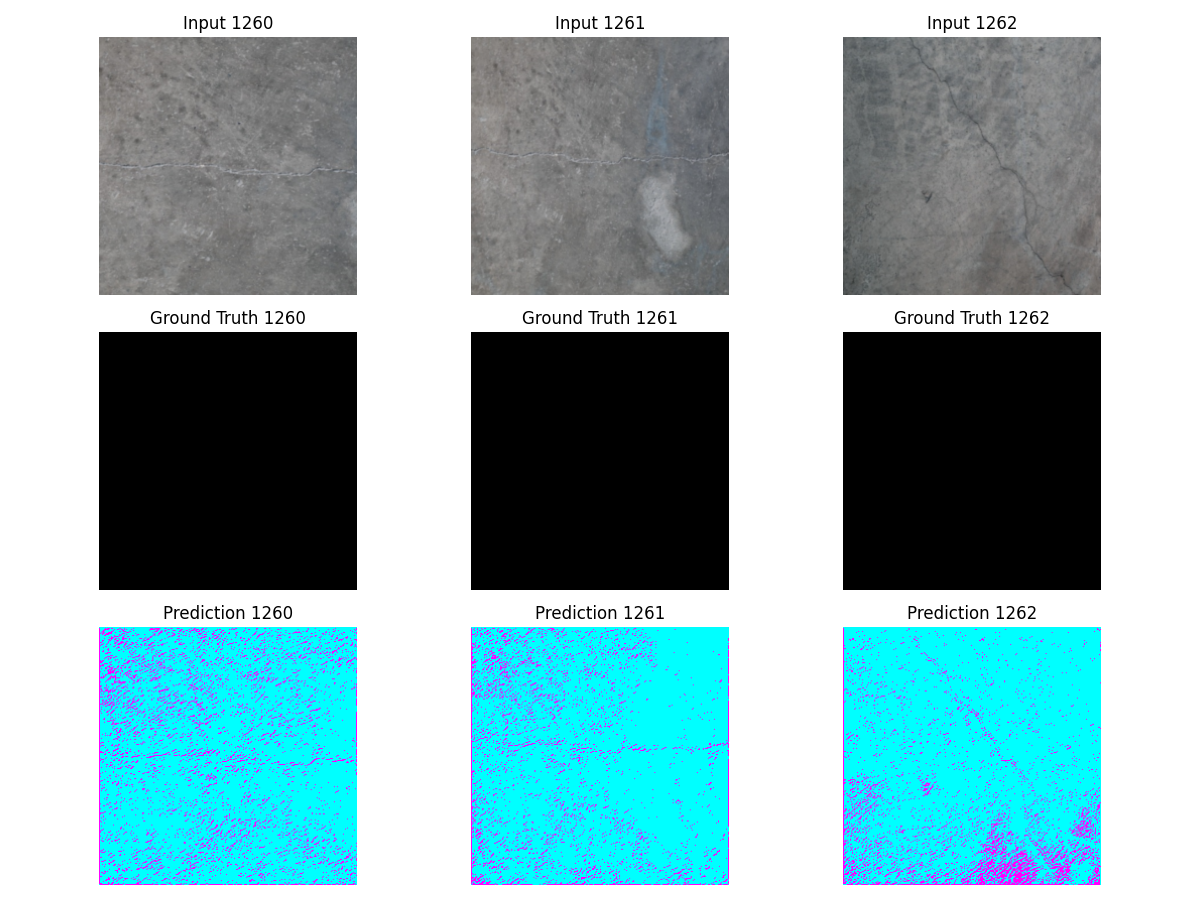 Input 1260
Input 1261
Input 1262
Ground Truth 1260
Ground Truth 1261
Ground Truth 1262
Prediction 1260
Prediction 1261
Prediction 1262